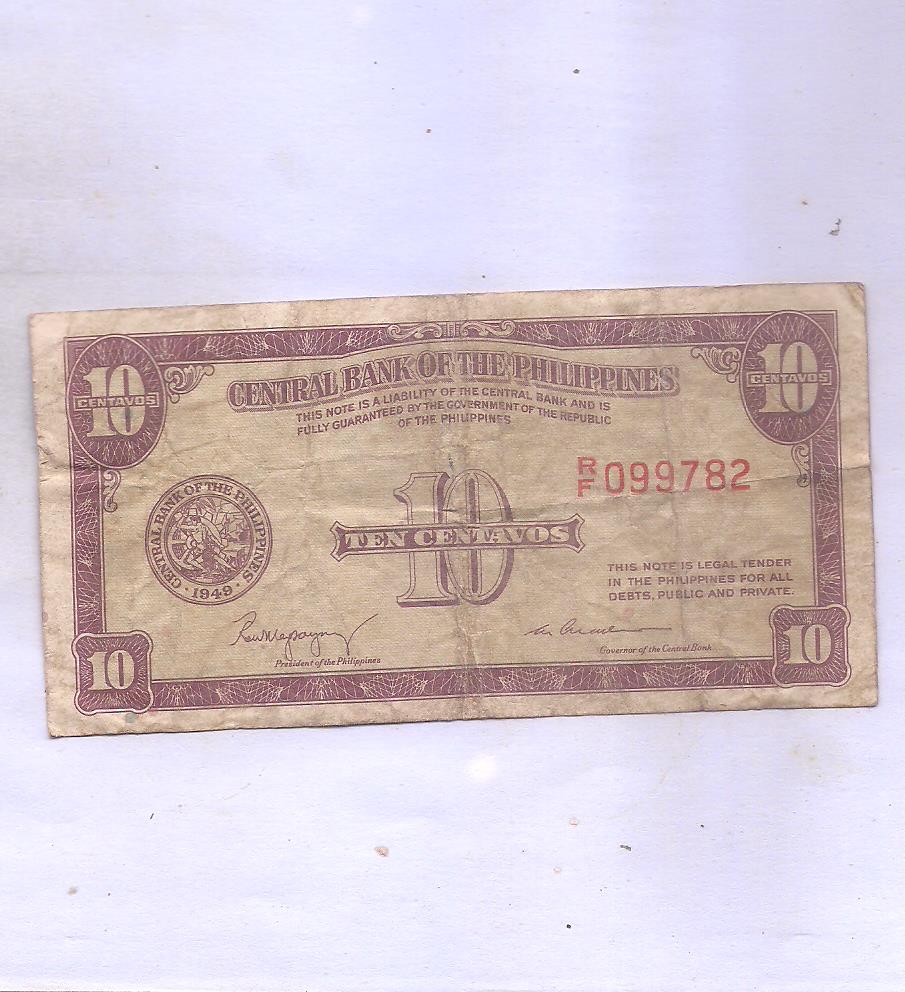 10 CENTAVOS
10 CENTAVOS
CENTRAL BANK OF THE PHILIPPINES
THIS NOTE IS A LIABILITY OF THE CENTRAL BANK AND IS
FULLY GUARANTEED BY THE GOVERNMENT OF THE REPUBLIC
OF THE PHILIPPINES
R/F 099782
CENTRAL BANK OF THE PHILIPPINES
· 1949 ·
10
TEN CENTAVOS
THIS NOTE IS LEGAL TENDER
IN THE PHILIPPINES FOR ALL
DEBTS, PUBLIC AND PRIVATE.
President of the Philippines
Governor of the Central Bank
10
10